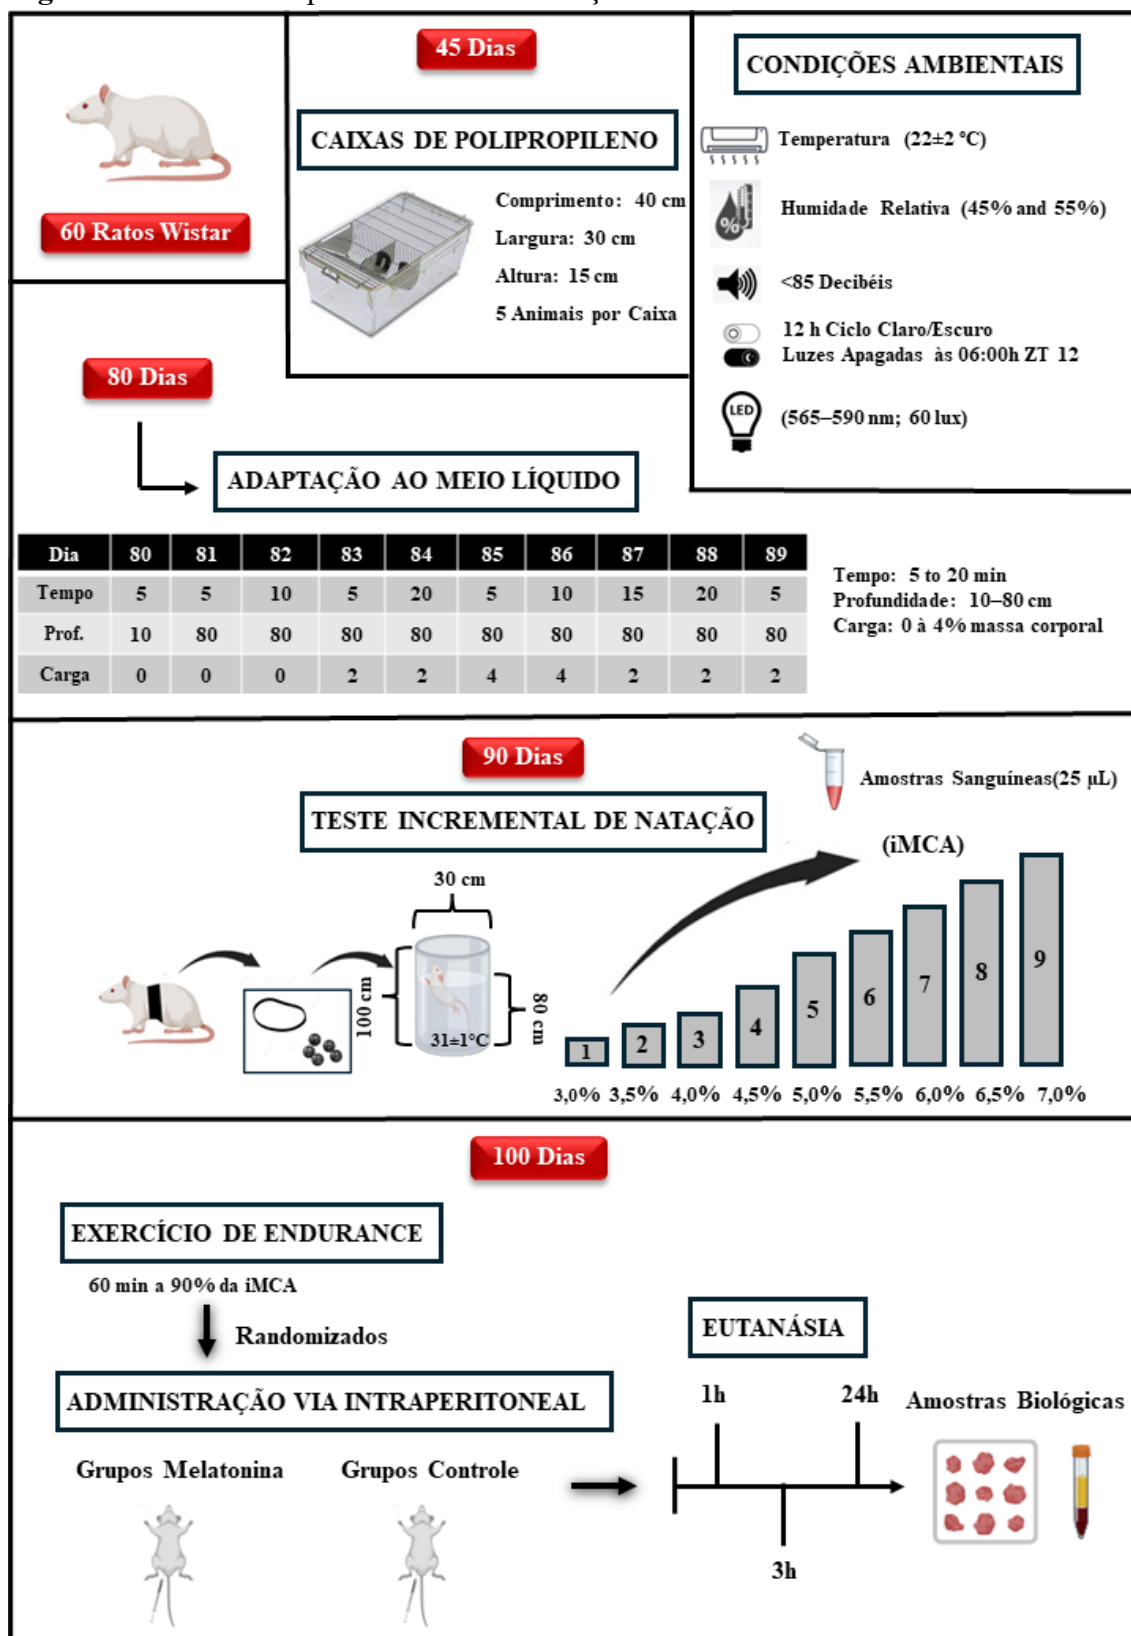 60 Ratos Wistar
45 Dias
CAIXAS DE POLIPROPILENO
Comprimento: 40 cm
Largura: 30 cm
Altura: 15 cm
5 Animais por Caixa
CONDIÇÕES AMBIENTAIS
Temperatura (22±2 °C)
%
Humidade Relativa (45% and 55%)
<85 Decibéis
12 h Ciclo Claro/Escuro
Luzes Apagadas às 06:00h ZT 12
LED
(565–590 nm; 60 lux)
80 Dias
ADAPTAÇÃO AO MEIO LÍQUIDO
Dia 80 81 82 83 84 85 86 87 88 89
Tempo 5 5 10 5 20 5 10 15 20 5
Prof. 10 80 80 80 80 80 80 80 80 80
Carga 0 0 0 2 2 4 4 2 2 2
Tempo: 5 to 20 min
Profundidade: 10–80 cm
Carga: 0 à 4% massa corporal
90 Dias
TESTE INCREMENTAL DE NATAÇÃO
Amostras Sanguíneas(25 µL)
(iMCA)
30 cm
100 cm
80 cm
31±1°C
1 2 3 4 5 6 7 8 9
3,0% 3,5% 4,0% 4,5% 5,0% 5,5% 6,0% 6,5% 7,0%
100 Dias
EXERCÍCIO DE ENDURANCE
60 min a 90% da iMCA
Randomizados
ADMINISTRAÇÃO VIA INTRAPERITONEAL
Grupos Melatonina
Grupos Controle
EUTANÁSIA
1h
24h
3h
Amostras Biológicas